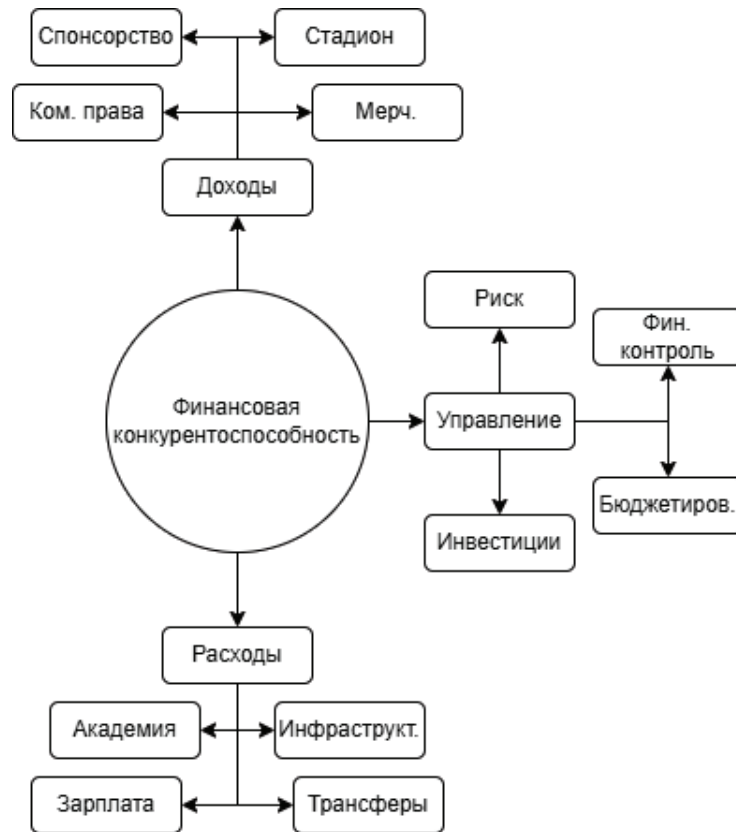 Спонсорство
Стадион
Ком. права
Мерч.
Доходы
Риск
Фин.
контроль
Финансовая
конкурентоспособность
Управление
Бюджетиров.
Инвестиции
Расходы
Академия
Инфраструкт.
Зарплата
Трансферы